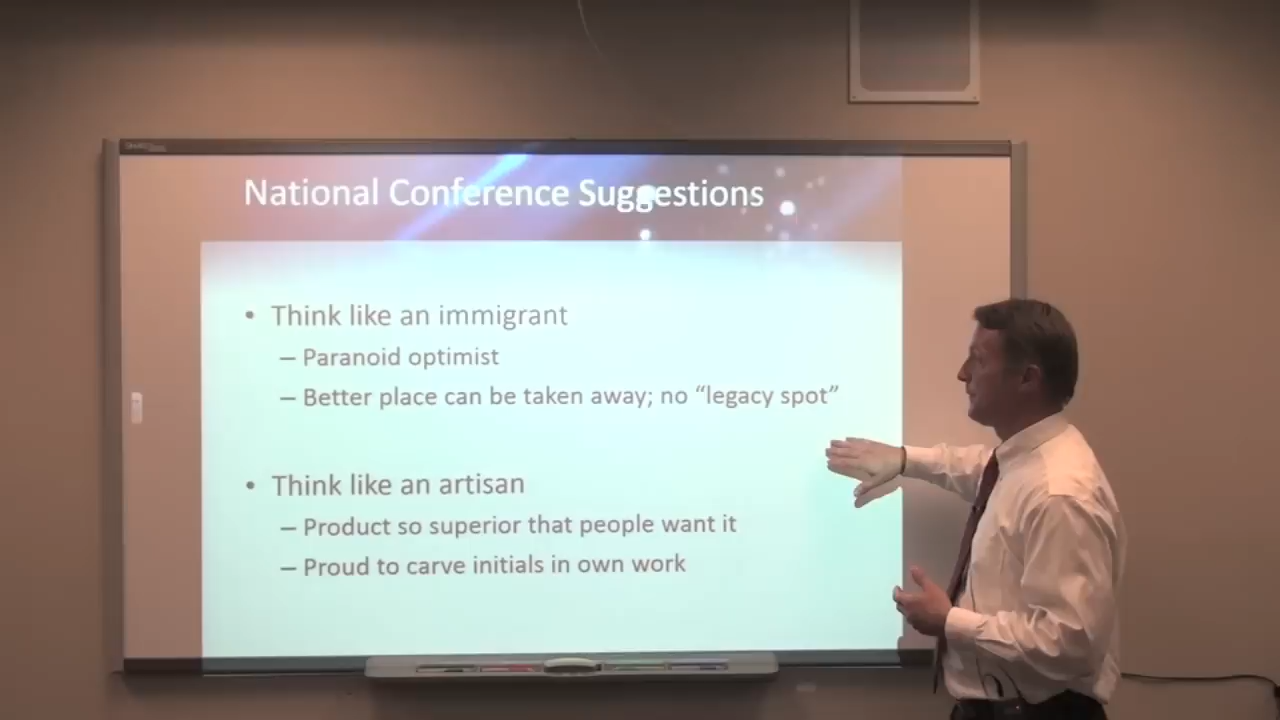 National Conference Suggestions
• Think like an immigrant
– Paranoid optimist
– Better place can be taken away; no “legacy spot”
• Think like an artisan
– Product so superior that people want it
– Proud to carve initials in own work